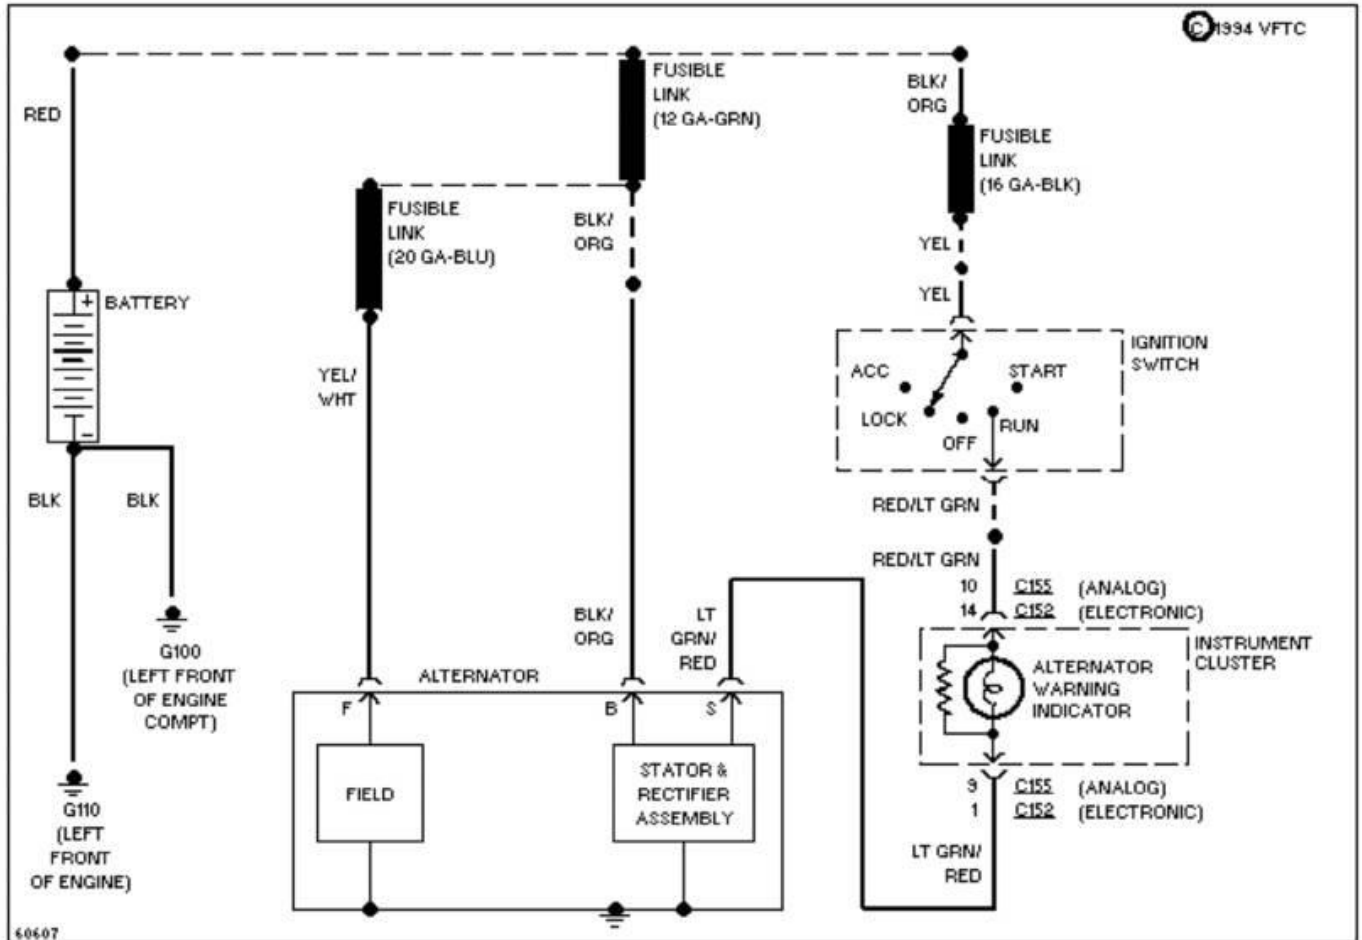 © 1994 VFTC
RED
FUSIBLE
LINK
(12 GA-GRN)
BLK/
ORG
FUSIBLE
LINK
(16 GA-BLK)
FUSIBLE
LINK
(20 GA-BLU)
BLK/
ORG
YEL
YEL
+ BATTERY
−
YEL/
WHT
IGNITION
SWITCH
ACC
START
LOCK
OFF
RUN
BLK
BLK
RED/LT GRN
RED/LT GRN
10 C155 (ANALOG)
14 C152 (ELECTRONIC)
G100
(LEFT FRONT
OF ENGINE
COMPT)
BLK/
ORG
LT
GRN/
RED
INSTRUMENT
CLUSTER
ALTERNATOR
WARNING
INDICATOR
ALTERNATOR
F
B
S
FIELD
STATOR &
RECTIFIER
ASSEMBLY
9 C155 (ANALOG)
1 C152 (ELECTRONIC)
G110
(LEFT
FRONT
OF ENGINE)
LT GRN/
RED
60607